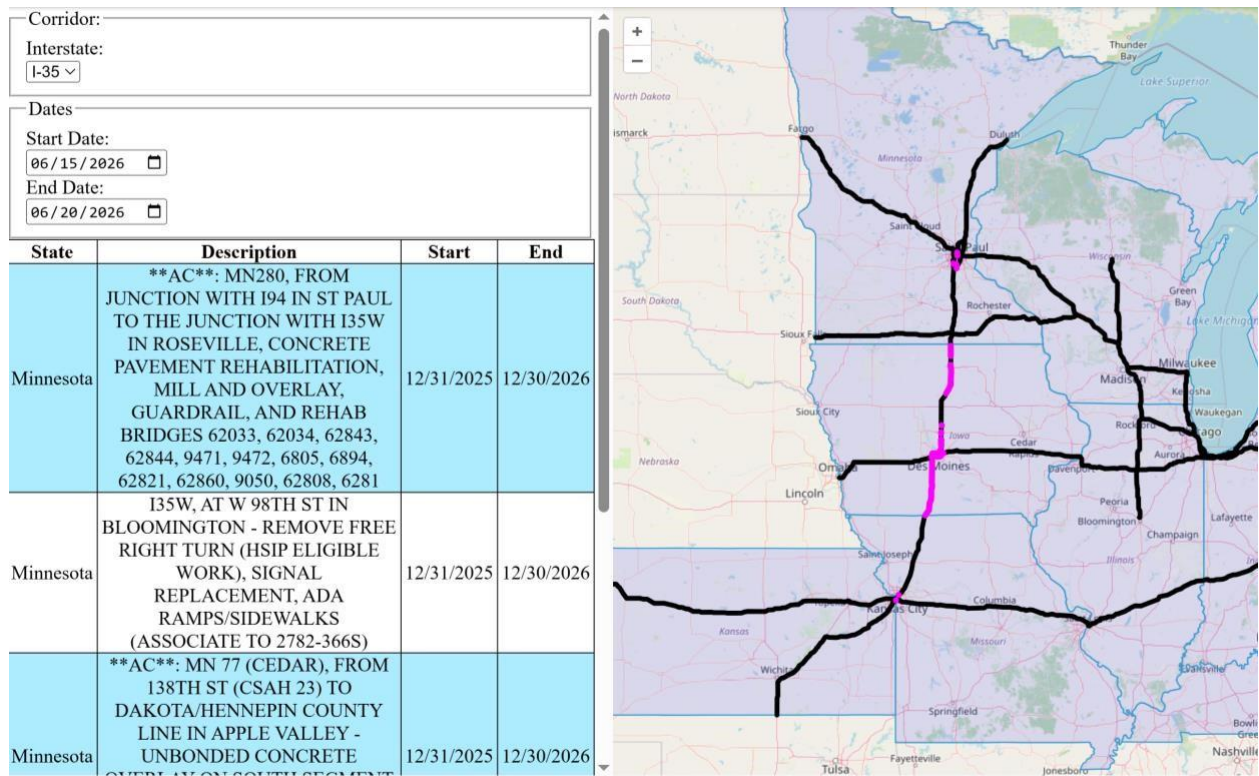 Corridor:
Interstate:
I-35
Dates
Start Date:
06/15/2026
End Date:
06/20/2026
State Description Start End
Minnesota
**AC**: MN280, FROM
JUNCTION WITH I94 IN ST PAUL
TO THE JUNCTION WITH I35W
IN ROSEVILLE, CONCRETE
PAVEMENT REHABILITATION,
MILL AND OVERLAY,
GUARDRAIL, AND REHAB
BRIDGES 62033, 62034, 62843,
62844, 9471, 9472, 6805, 6894,
62821, 62860, 9050, 62808, 6281
12/31/2025 12/30/2026
Minnesota
I35W, AT W 98TH ST IN
BLOOMINGTON - REMOVE FREE
RIGHT TURN (HSIP ELIGIBLE
WORK), SIGNAL
REPLACEMENT, ADA
RAMPS/SIDEWALKS
(ASSOCIATE TO 2782-366S)
12/31/2025 12/30/2026
Minnesota
**AC**: MN 77 (CEDAR), FROM
138TH ST (CSAH 23) TO
DAKOTA/HENNEPIN COUNTY
LINE IN APPLE VALLEY -
UNBONDED CONCRETE
OVERLAY ON SOUTH SEGMENT
12/31/2025 12/30/2026
+
−
Thunder
Bay
Lake Superior
North Dakota
ismarck
Fargo
Duluth
Minnesota
Saint Cloud
Paul
Wisconsin
Green
Bay
South Dakota
Rochester
Lake Michigan
Sioux Falls
Milwaukee
Madison
Kenosha
Waukegan
Sioux City
Iowa
Cedar
Rapids
Aurora
Nebraska
Omaha
Des Moines
Davenport
Lincoln
Peoria
Bloomington
Lafayette
Champaign
Saint Joseph
Illinois
Kansas City
Columbia
Kansas
Missouri
Wichita
Evansville
Springfield
Bowli
Gree
Nashville
Tulsa
Fayetteville
Jonesboro